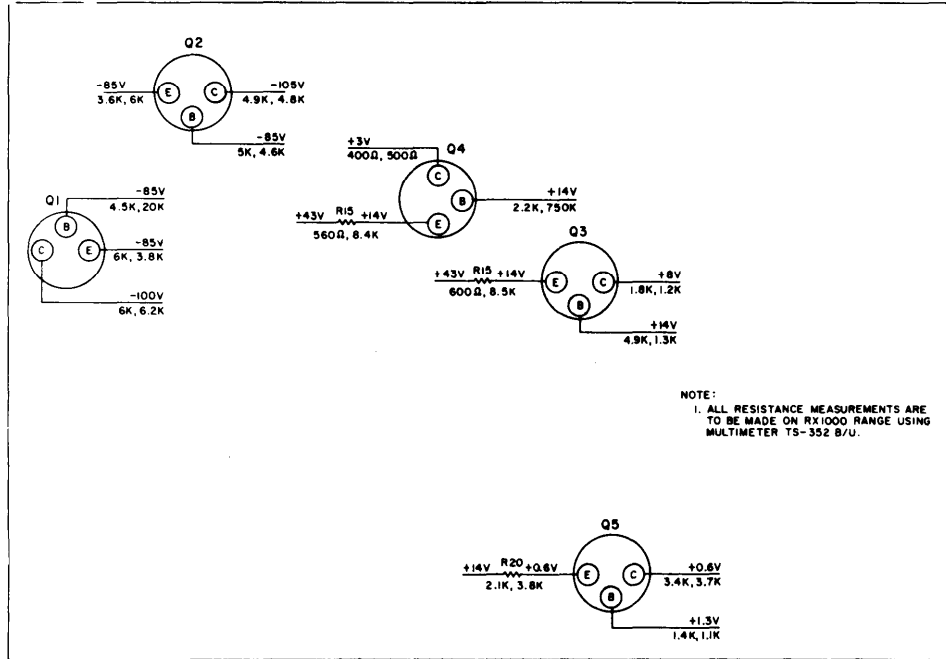 Q2
-85V
3.6K, 6K
E
C
-105V
4.9K, 4.8K
B
-85V
5K, 4.6K
Q1
-85V
4.5K, 20K
B
C
E
-85V
6K, 3.8K
-100V
6K, 6.2K
Q4
+3V
400Ω, 500Ω
C
B
+14V
2.2K, 750K
+43V R15 +14V
560Ω, 8.4K
E
Q3
+43V R15 +14V
600Ω, 8.5K
E
C
+8V
1.8K, 1.2K
B
+14V
4.9K, 1.3K
NOTE:
1. ALL RESISTANCE MEASUREMENTS ARE
TO BE MADE ON RX1000 RANGE USING
MULTIMETER TS-352 B/U.
Q5
+14V R20 +0.6V
2.1K, 3.8K
E
C
+0.6V
3.4K, 3.7K
B
+1.3V
1.4K, 1.1K